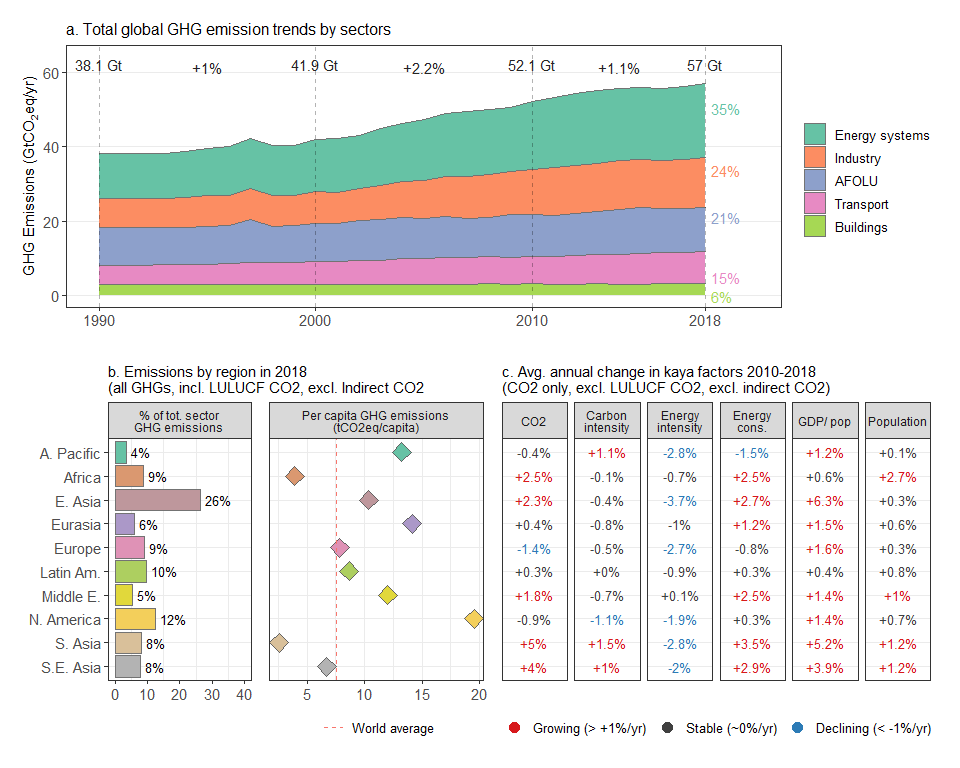 a. Total global GHG emission trends by sectors
38.1 Gt +1% 41.9 Gt +2.2% 52.1 Gt +1.1% 57 Gt
GHG Emissions (GtCO2eq/yr)
60
40
20
0
35%
24%
21%
15%
6%
1990 2000 2010 2018
Energy systems
Industry
AFOLU
Transport
Buildings
b. Emissions by region in 2018
(all GHGs, incl. LULUCF CO2, excl. Indirect CO2
% of tot. sector
GHG emissions
Per capita GHG emissions
(tCO2eq/capita)
A. Pacific 4%
Africa 9%
E. Asia 26%
Eurasia 6%
Europe 9%
Latin Am. 10%
Middle E. 5%
N. America 12%
S. Asia 8%
S.E. Asia 8%
0 10 20 30 40
5 10 15 20
World average
c. Avg. annual change in kaya factors 2010-2018
(CO2 only, excl. LULUCF CO2, excl. indirect CO2)
CO2
Carbon
intensity
Energy
intensity
Energy
cons.
GDP/ pop
Population
-0.4% +1.1% -2.8% -1.5% +1.2% +0.1%
+2.5% -0.1% -0.7% +2.5% +0.6% +2.7%
+2.3% -0.4% -3.7% +2.7% +6.3% +0.3%
+0.4% -0.8% -1% +1.2% +1.5% +0.6%
-1.4% -0.5% -2.7% -0.8% +1.6% +0.3%
+0.3% +0% -0.9% +0.3% +0.4% +0.8%
+1.8% -0.7% +0.1% +2.5% +1.4% +1%
-0.9% -1.1% -1.9% +0.3% +1.4% +0.7%
+5% +1.5% -2.8% +3.5% +5.2% +1.2%
+4% +1% -2% +2.9% +3.9% +1.2%
Growing (> +1%/yr) Stable (~0%/yr) Declining (< -1%/yr)